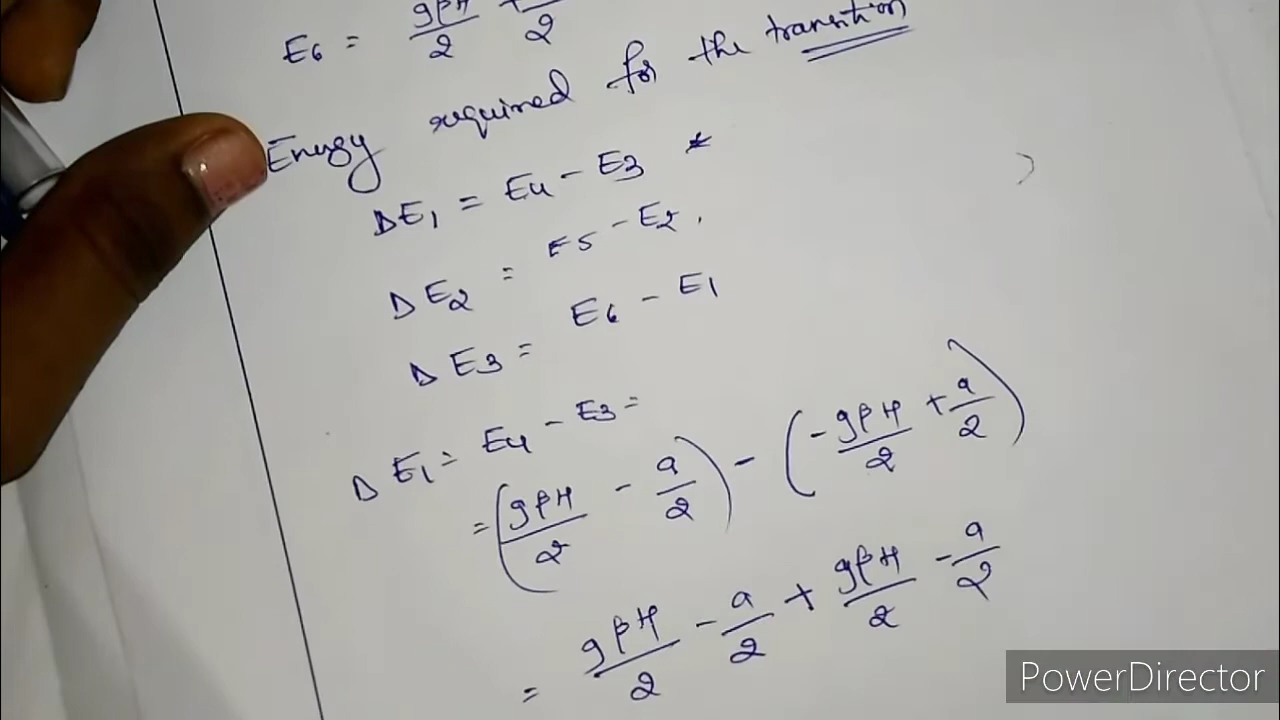 E6 = gβH/2 + /2
Energy required for the transition
ΔE1 = E4 - E3 *
ΔE2 = E5 - E2.
ΔE3 = E6 - E1
ΔE1 = E4 - E3 =
= (gβH/2 - a/2) - (-gβH/2 + a/2)
= gβH/2 - a/2 + gβH/2 - a/2
PowerDirector